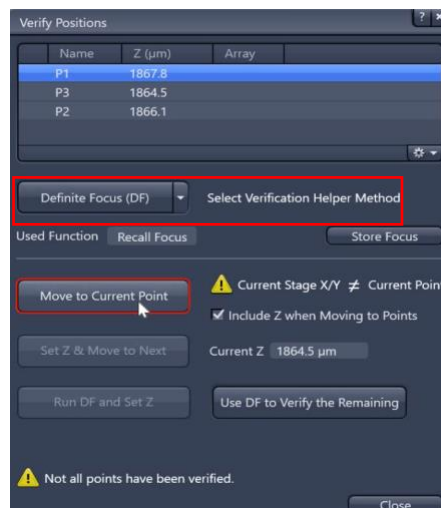 Verify Positions ? ×
Name Z (µm) Array
P1 1867.8
P3 1864.5
P2 1866.1
Definite Focus (DF) Select Verification Helper Method
Used Function Recall Focus Store Focus
Move to Current Point Current Stage X/Y ≠ Current Poin
Include Z when Moving to Points
Set Z & Move to Next Current Z 1864.5 µm
Run DF and Set Z Use DF to Verify the Remaining
Not all points have been verified.
Close